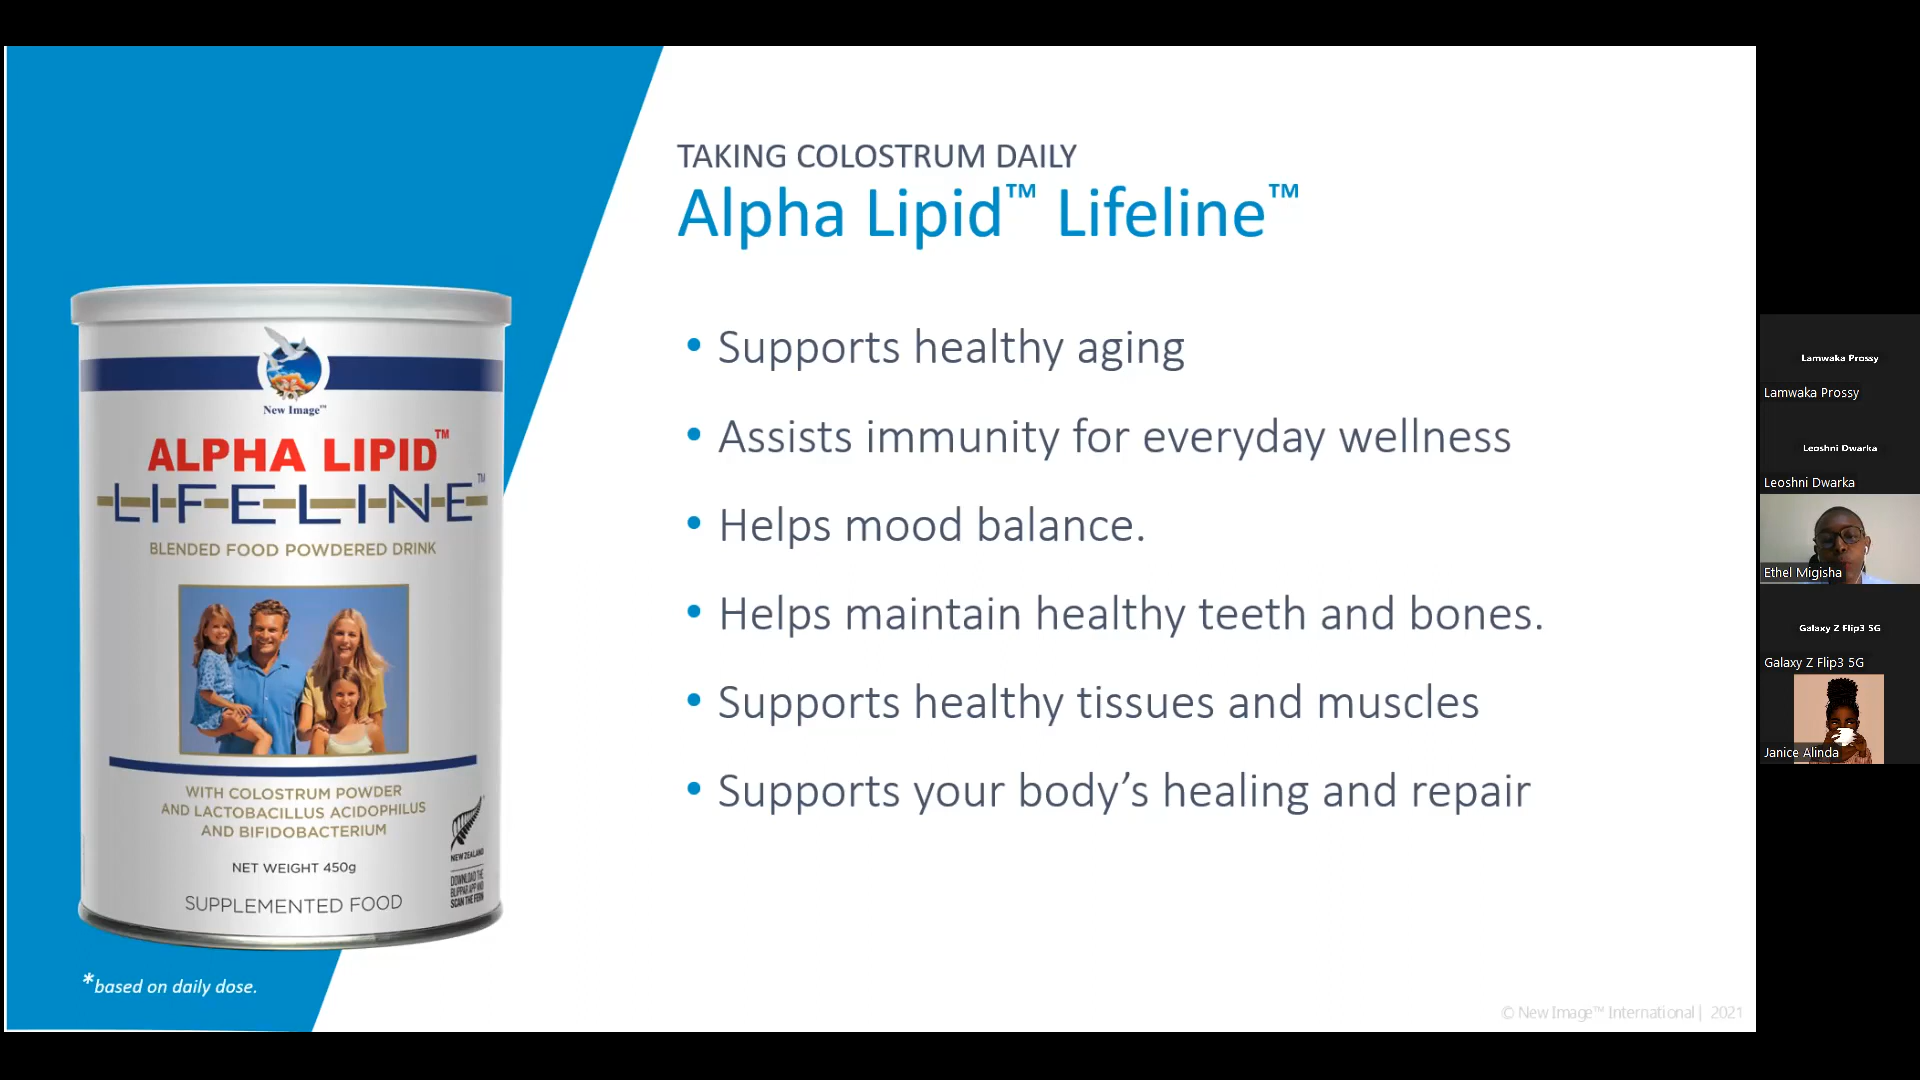 TAKING COLOSTRUM DAILY
Alpha Lipid™ Lifeline™
• Supports healthy aging
• Assists immunity for everyday wellness
• Helps mood balance.
• Helps maintain healthy teeth and bones.
• Supports healthy tissues and muscles
• Supports your body’s healing and repair
New Image™
ALPHA LIPID™
LIFELINE™
BLENDED FOOD POWDERED DRINK
WITH COLOSTRUM POWDER
AND LACTOBACILLUS ACIDOPHILUS
AND BIFIDOBACTERIUM
NET WEIGHT 450g
SUPPLEMENTED FOOD
NEW ZEALAND
DOWNLOAD THE
BLIPPAR APP AND
SCAN THE FERN
*based on daily dose.
© New Image™ International | 2021
Lamwaka Prossy
Lamwaka Prossy
Leoshni Dwarka
Leoshni Dwarka
Ethel Migisha
Galaxy Z Flip3 5G
Galaxy Z Flip3 5G
Janice Alinda